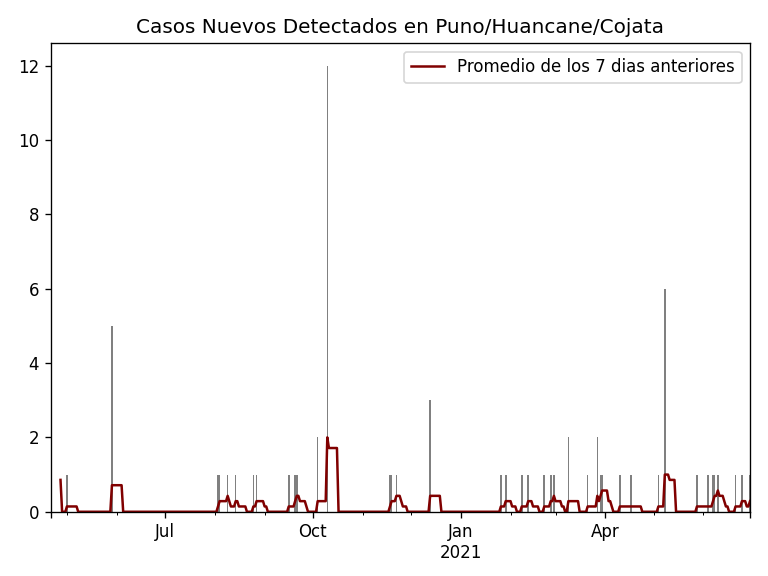 Casos Nuevos Detectados en Puno/Huancane/Cojata
Promedio de los 7 dias anteriores
12
10
8
6
4
2
0
Jul
Oct
Jan
Apr
2021